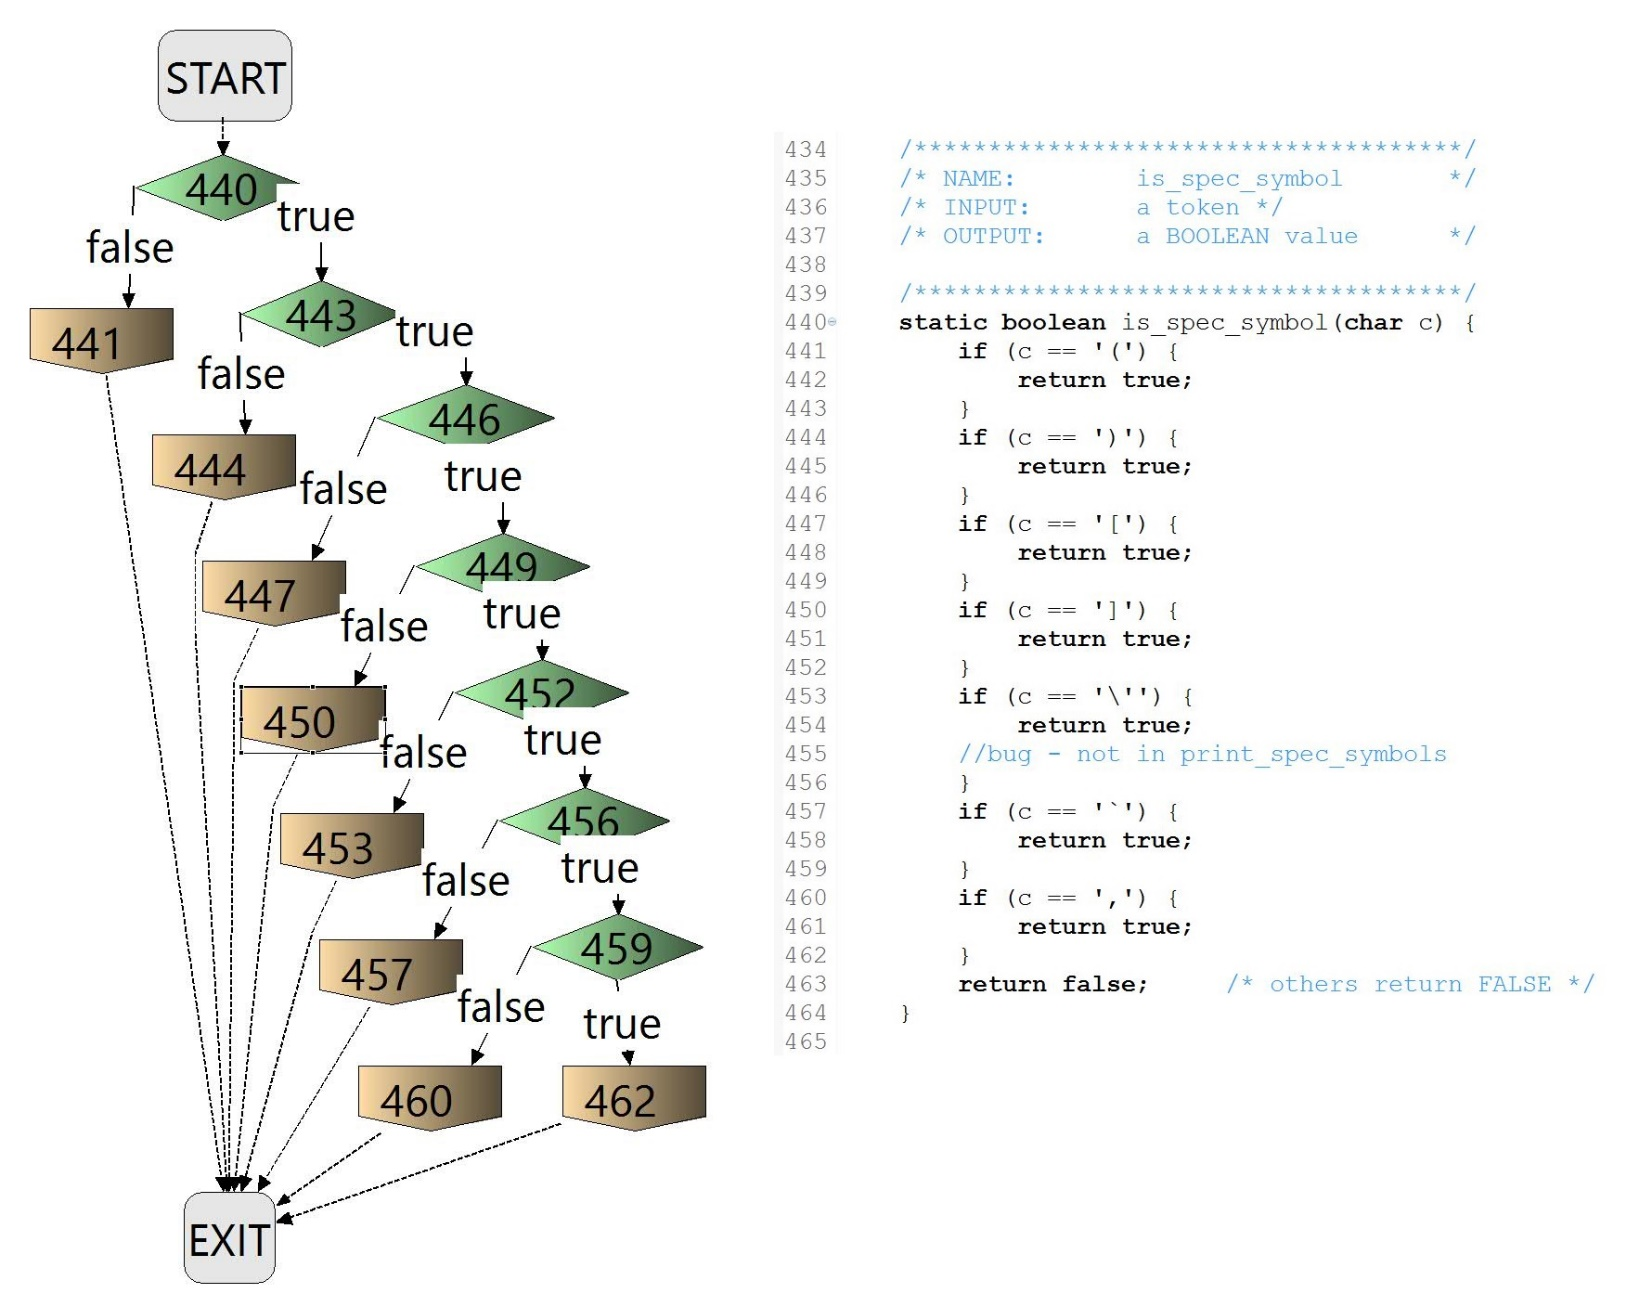 START
440
true
false
443
441
true
false
446
444
true
false
449
447
true
false
452
450
true
false
456
453
true
false
459
457
false
true
460
462
EXIT
434 /*************************************/
435 /* NAME: is_spec_symbol */
436 /* INPUT: a token */
437 /* OUTPUT: a BOOLEAN value */
438
439 /*************************************/
440 static boolean is_spec_symbol(char c) {
441 if (c == '(') {
442 return true;
443 }
444 if (c == ')') {
445 return true;
446 }
447 if (c == '[') {
448 return true;
449 }
450 if (c == ']') {
451 return true;
452 }
453 if (c == '\'') {
454 return true;
455 //bug - not in print_spec_symbols
456 }
457 if (c == '`') {
458 return true;
459 }
460 if (c == ',') {
461 return true;
462 }
463 return false; /* others return FALSE */
464 }
465